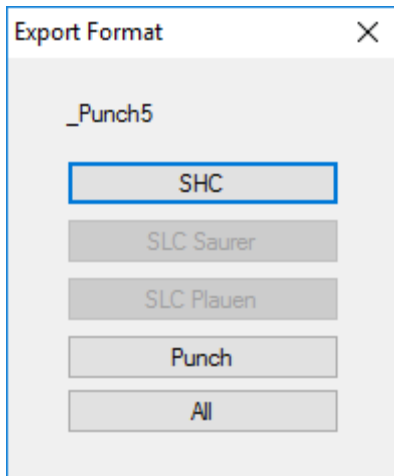 Export Format
_Punch5
SHC
SLC Saurer
SLC Plauen
Punch
All